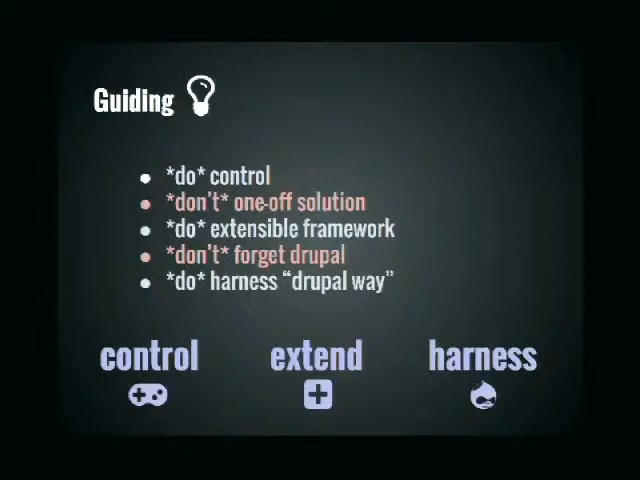 Guiding
*do* control
*don't* one-off solution
*do* extensible framework
*don't* forget drupal
*do* harness “drupal way”
control extend harness